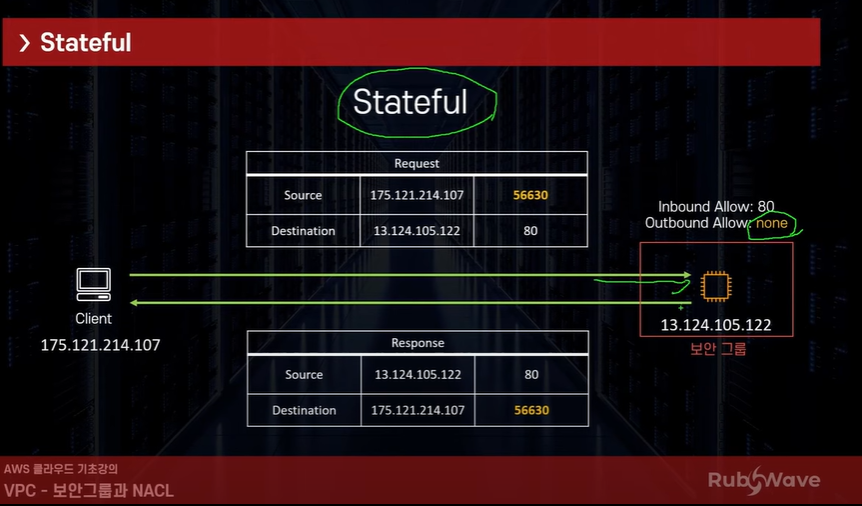 › Stateful
Stateful
Request
Source 175.121.214.107 56630
Destination 13.124.105.122 80
Inbound Allow: 80
Outbound Allow: none
Client
175.121.214.107
13.124.105.122
보안 그룹
Response
Source 13.124.105.122 80
Destination 175.121.214.107 56630
AWS 클라우드 기초강의
VPC - 보안그룹과 NACL
RubyWave